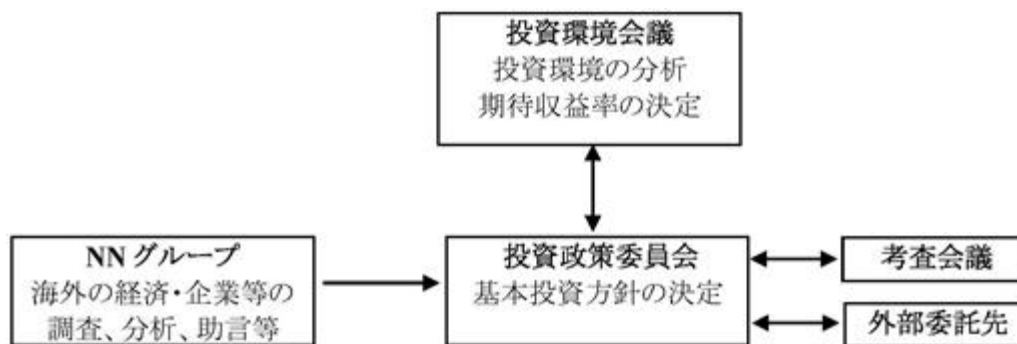 投資環境会議
投資環境の分析
期待収益率の決定
NNグループ
海外の経済・企業等の
調査、分析、助言等
投資政策委員会
基本投資方針の決定
考査会議
外部委託先